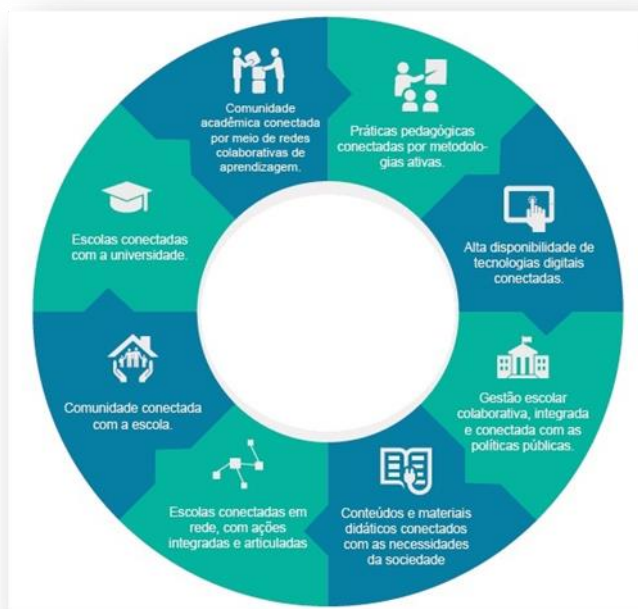 Comunidade
acadêmica conectada
por meio de redes
colaborativas de
aprendizagem.
Práticas pedagógicas
conectadas por metodolo-
gias ativas.
Alta disponibilidade de
tecnologias digitais
conectadas.
Gestão escolar
colaborativa, integrada
e conectada com as
políticas públicas.
Conteúdos e materiais
didáticos conectados
com as necessidades
da sociedade
Escolas conectadas em
rede, com ações
integradas e articuladas
Comunidade conectada
com a escola.
Escolas conectadas
com a universidade.